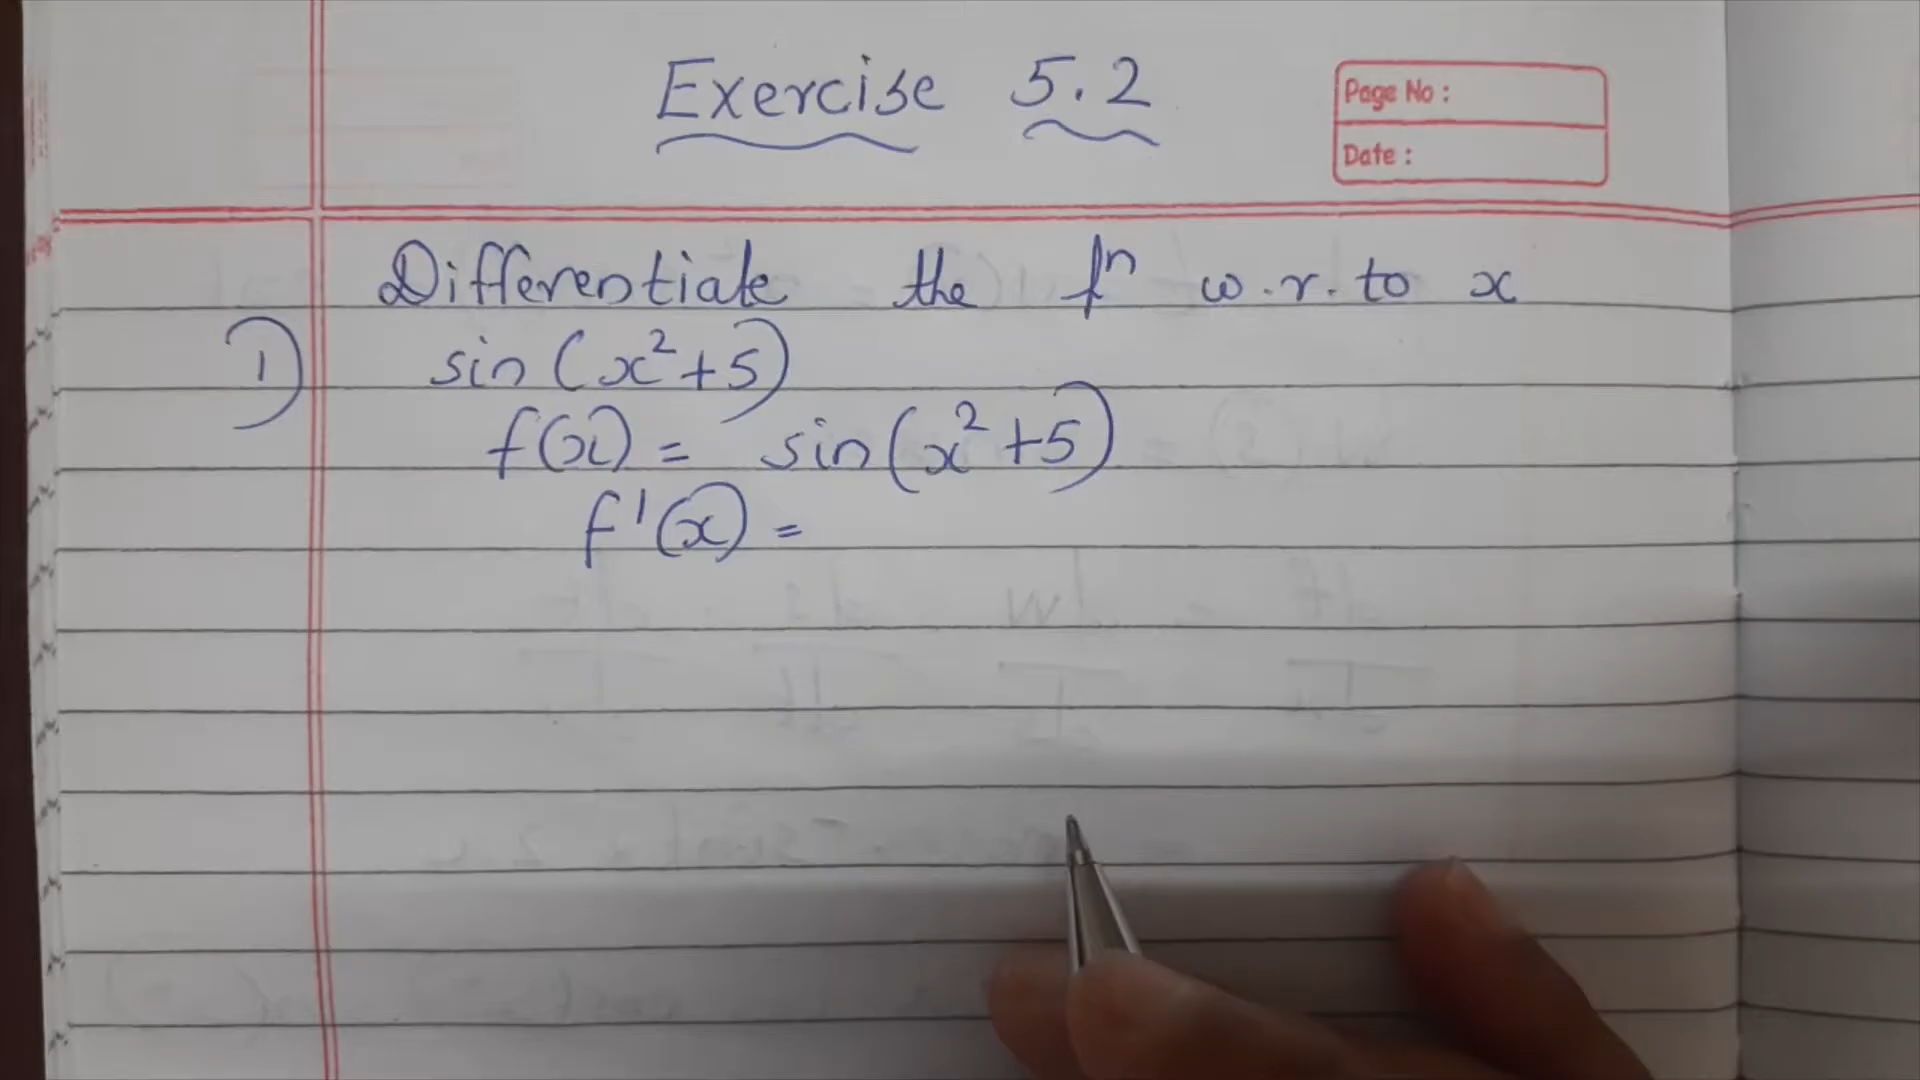 Exercise 5.2
Page No :
Date :
Differentiate the fⁿ w.r.to x
1) sin(x²+5)
f(x) = sin(x²+5)
f'(x) =